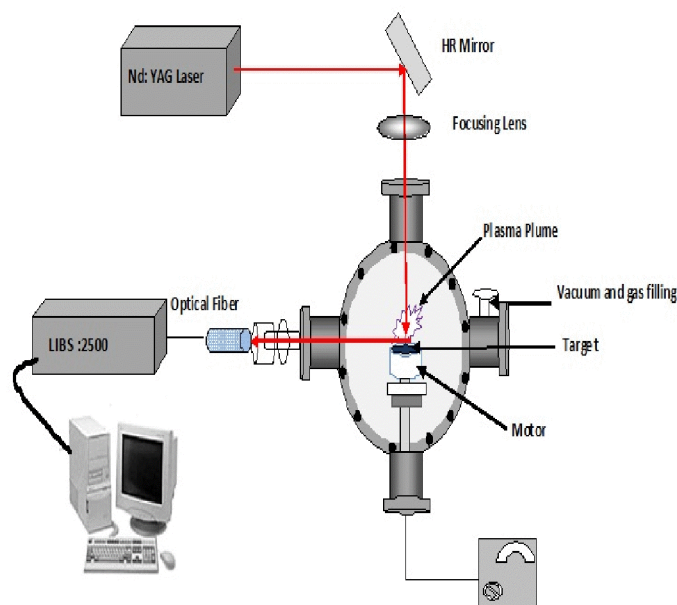 HR Mirror
Nd: YAG Laser
Focusing Lens
Plasma Plume
Vacuum and gas filling
Optical Fiber
LIBS :2500
Target
Motor